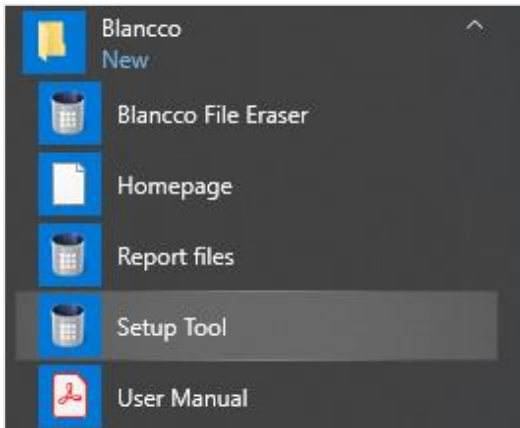 Blancco
New
Blancco File Eraser
Homepage
Report files
Setup Tool
User Manual